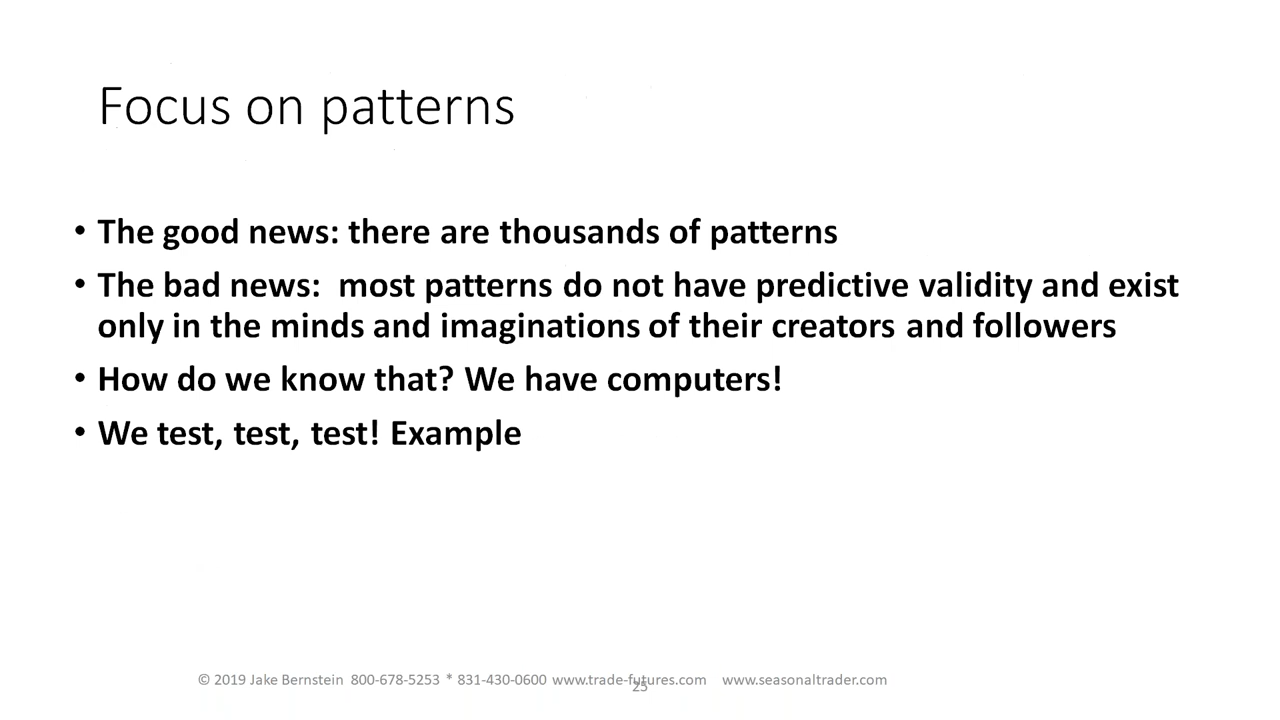 Focus on patterns
• The good news: there are thousands of patterns
• The bad news:  most patterns do not have predictive validity and exist
only in the minds and imaginations of their creators and followers
• How do we know that? We have computers!
• We test, test, test! Example
© 2019 Jake Bernstein  800-678-5253 * 831-430-0600 www.trade-futures.com    www.seasonaltrader.com
25